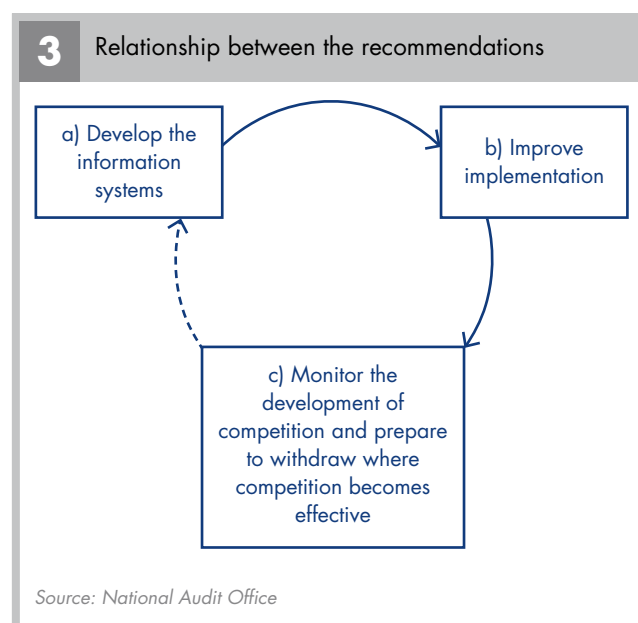 3
Relationship between the recommendations
a) Develop the
information
systems
b) Improve
implementation
c) Monitor the
development of
competition and prepare
to withdraw where
competition becomes
effective
Source: National Audit Office